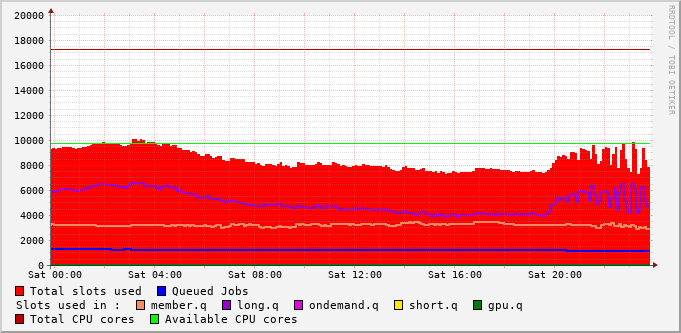 20000
18000
16000
14000
12000
10000
8000
6000
4000
2000
0
Sat 00:00 Sat 04:00 Sat 08:00 Sat 12:00 Sat 16:00 Sat 20:00
Total slots used Queued Jobs
Slots used in : member.q long.q ondemand.q short.q gpu.q
Total CPU cores Available CPU cores
RRDTOOL / TOBI OETIKER